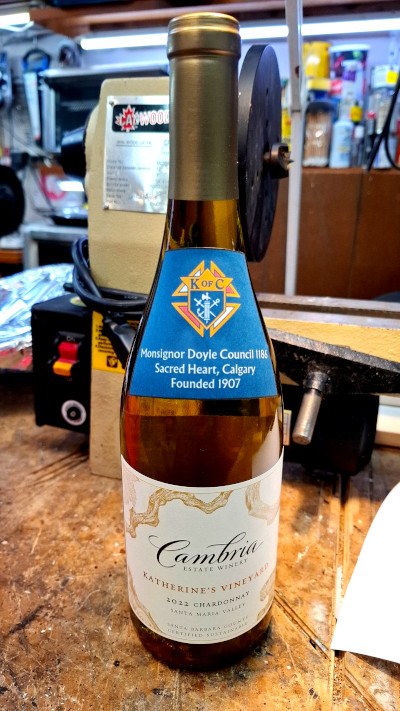 CANWOOD
K OF C
Monsignor Doyle Council 1186
Sacred Heart, Calgary
Founded 1907
Cambria
ESTATE WINERY
KATHERINE'S VINEYARD
2022 CHARDONNAY
SANTA MARIA VALLEY
SANTA BARBARA COUNTY
CERTIFIED SUSTAINABLE